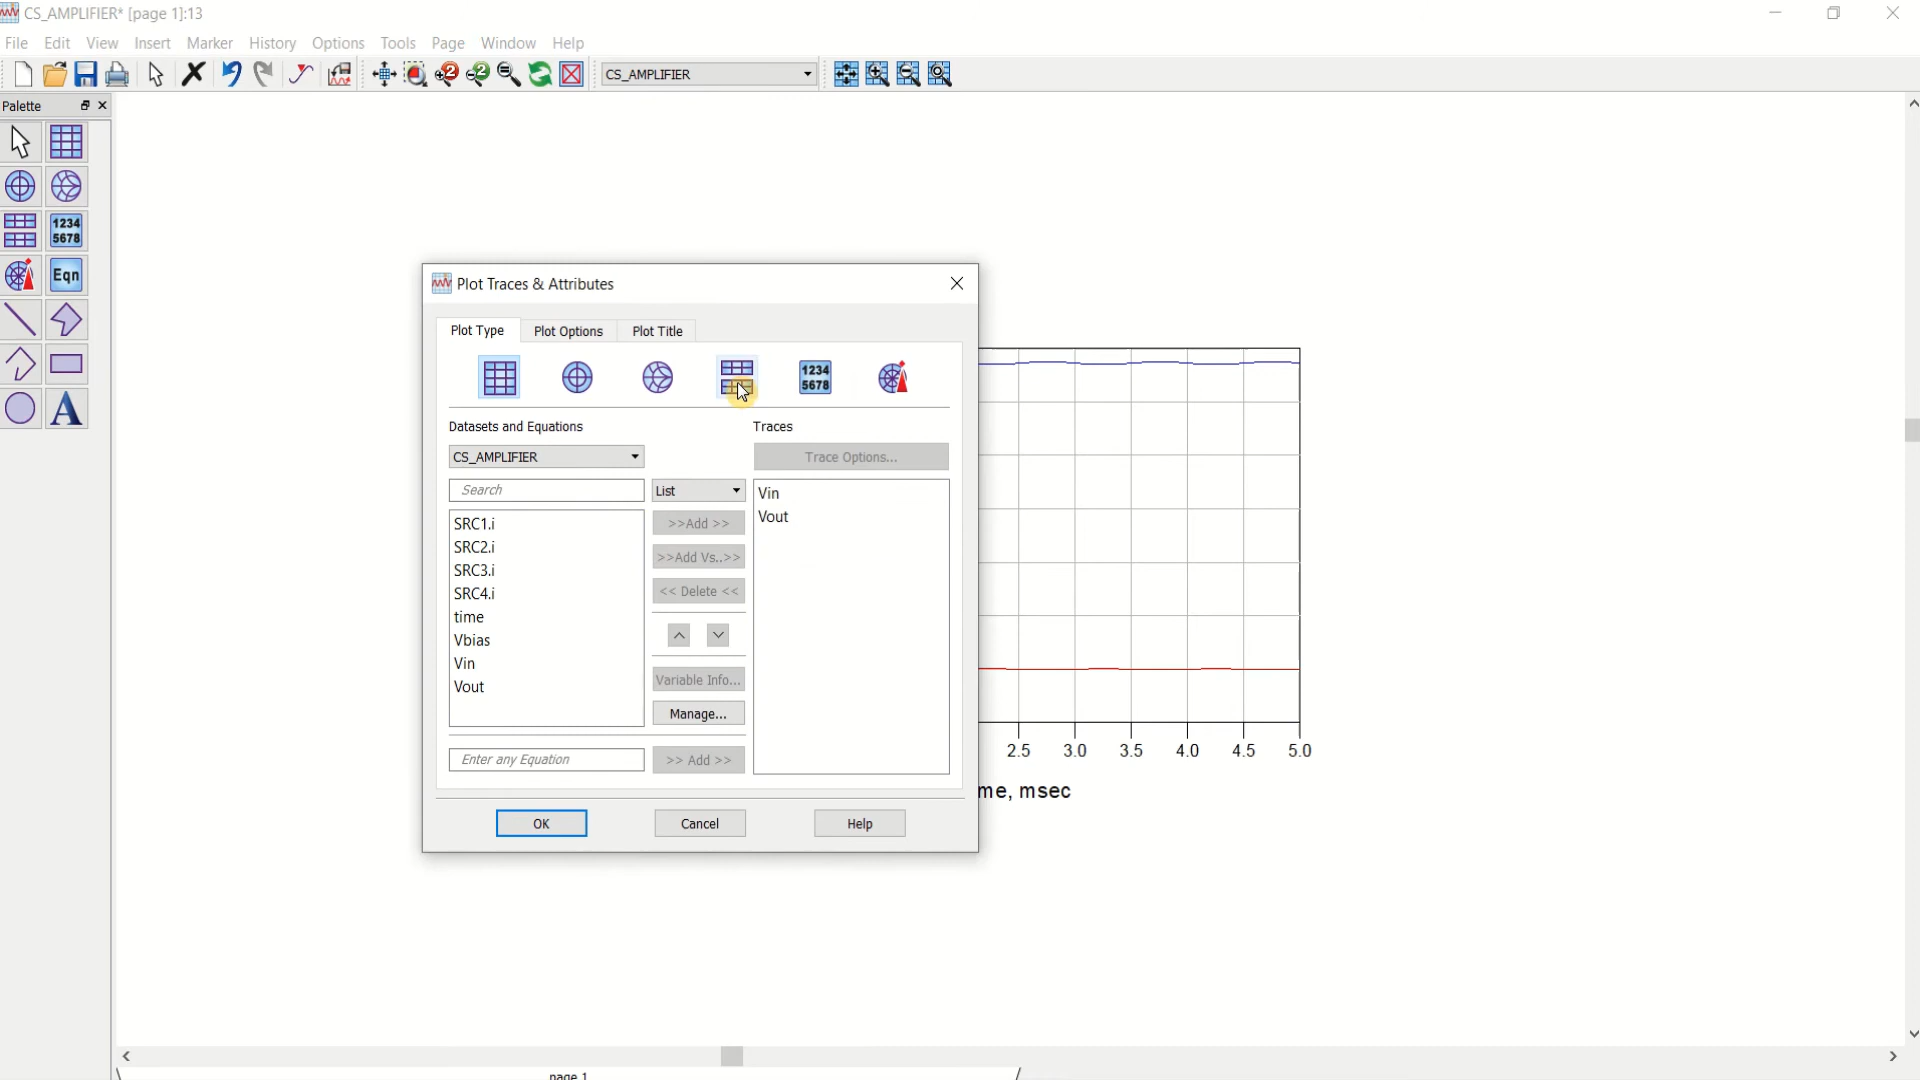 CS_AMPLIFIER* [page 1]:13
File Edit View Insert Marker History Options Tools Page Window Help
CS_AMPLIFIER
Palette
1234
5678
Eqn
A
Plot Traces & Attributes
Plot Type Plot Options Plot Title
1234
5678
Datasets and Equations Traces
CS_AMPLIFIER Trace Options...
Search List Vin
SRC1.i >>Add >> Vout
SRC2.i >>Add Vs..>>
SRC3.i
SRC4.i << Delete <<
time
Vbias
Vin Variable Info...
Vout
Manage...
Enter any Equation >> Add >>
OK Cancel Help
2.5 3.0 3.5 4.0 4.5 5.0
me, msec
page 1